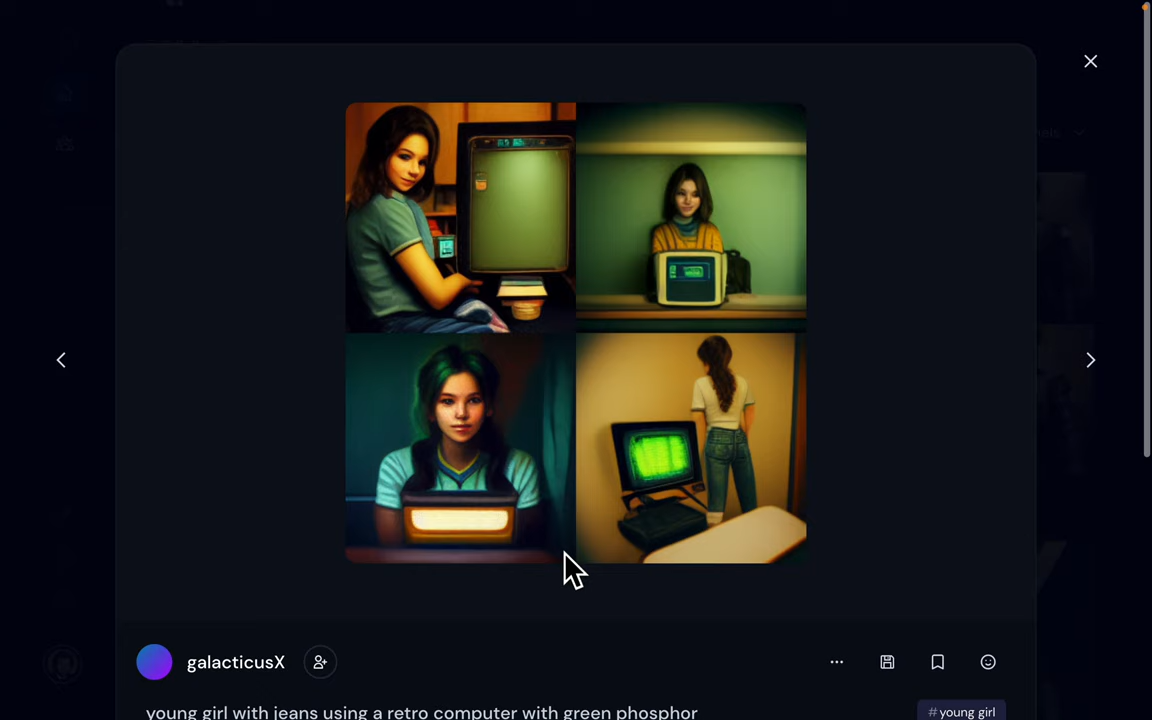 galacticusX
young girl with jeans using a retro computer with green phosphor
#young girl